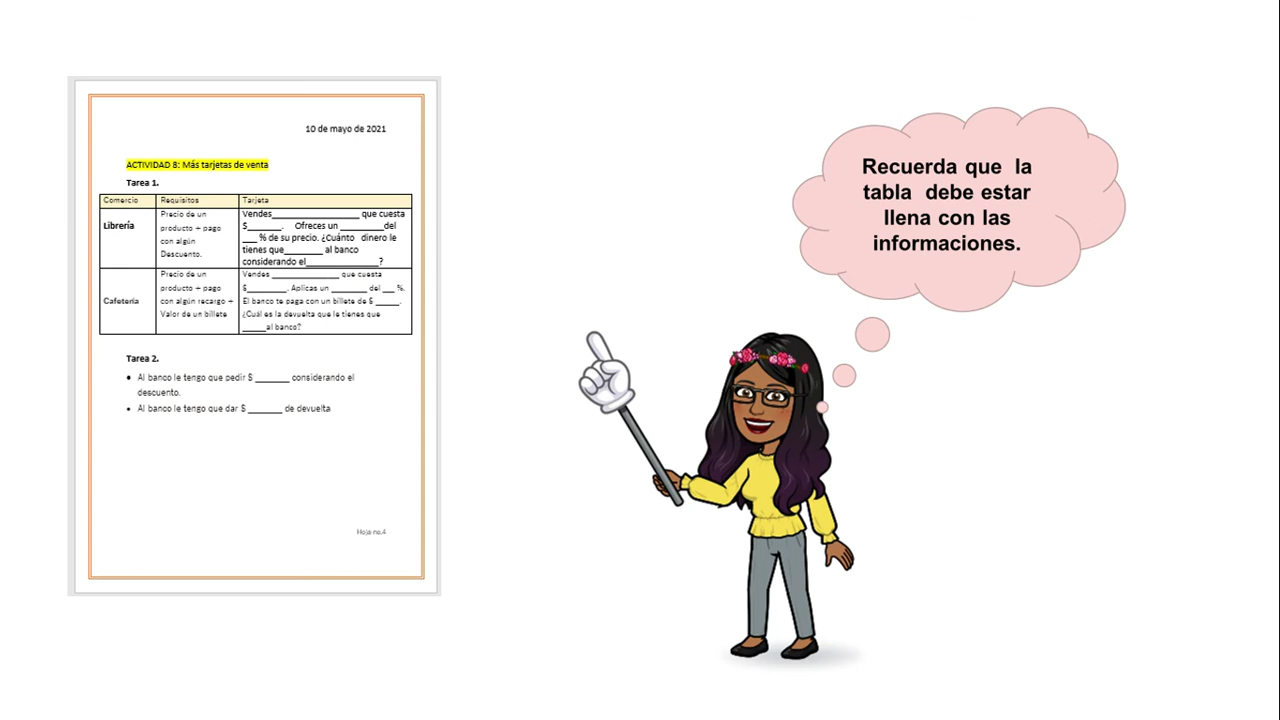 10 de mayo de 2021
ACTIVIDAD 8: Más tarjetas de venta
Tarea 1.
Comercio Requisitos Tarjeta
Librería
Precio de un
producto + pago
con algún
Descuento.
Vendes__________________ que cuesta
$_______. Ofreces un _________del
___ % de su precio. ¿Cuánto dinero le
tienes que________ al banco
considerando el_______________?
Cafetería
Precio de un
producto + pago
con algún recargo +
Valor de un billete
Vendes ________________ que cuesta
$_________. Aplicas un ________ del ___ %.
El banco te paga con un billete de $ _____.
¿Cuál es la devuelta que le tienes que
_____al banco?
Tarea 2.
• Al banco le tengo que pedir $ _______ considerando el
descuento.
• Al banco le tengo que dar $ _______ de devuelta
Hoja no.4
Recuerda que la
tabla debe estar
llena con las
informaciones.